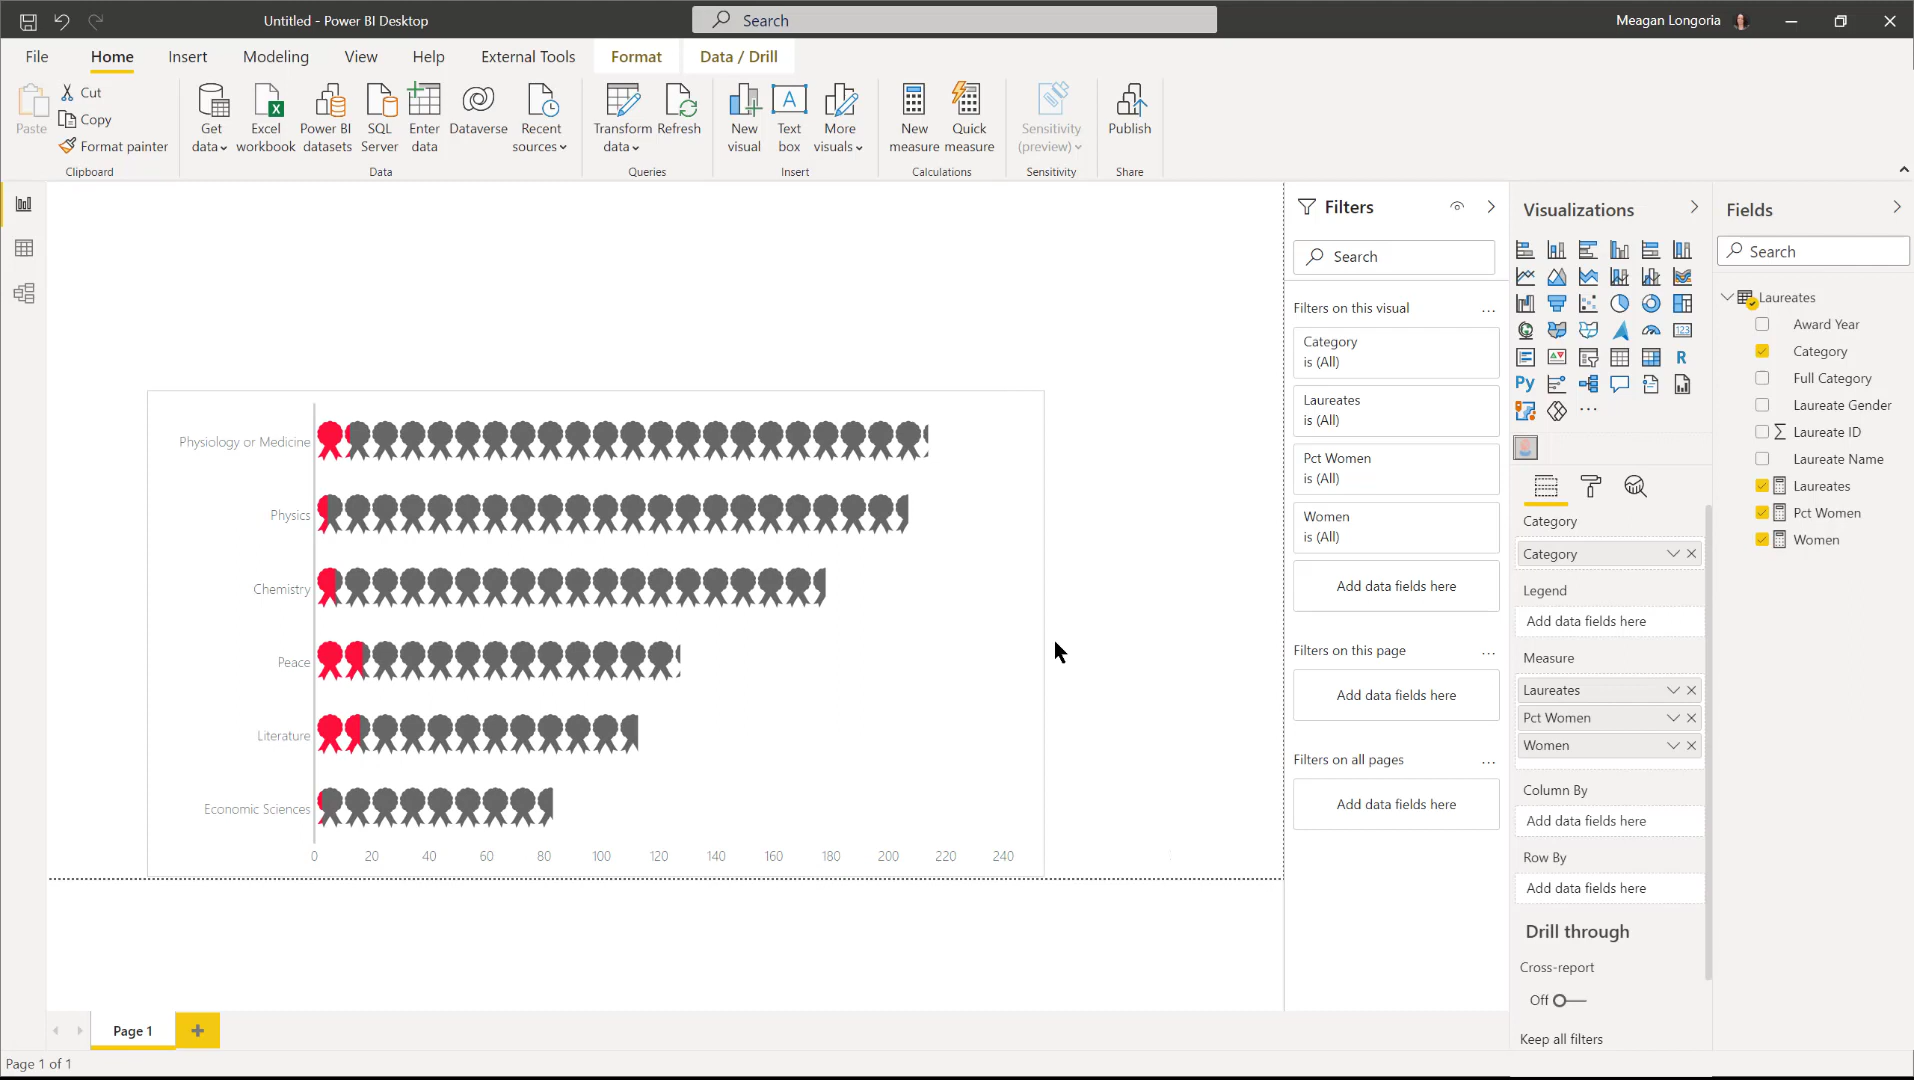 Untitled - Power BI Desktop
Search
Meagan Longoria
File
Home
Insert
Modeling
View
Help
External Tools
Format
Data / Drill
Paste
Cut
Copy
Format painter
Clipboard
Get
data
Excel
workbook
Power BI
datasets
SQL
Server
Enter
data
Dataverse
Recent
sources
Data
Transform
data
Refresh
Queries
New
visual
A
Text
box
More
visuals
Insert
New
measure
Quick
measure
Calculations
Sensitivity
(preview)
Sensitivity
Publish
Share
Physiology or Medicine
Physics
Chemistry
Peace
Literature
Economic Sciences
0 20 40 60 80 100 120 140 160 180 200 220 240
Filters
Search
Filters on this visual
...
Category
is (All)
Laureates
is (All)
Pct Women
is (All)
Women
is (All)
Add data fields here
Filters on this page
...
Add data fields here
Filters on all pages
...
Add data fields here
Visualizations
123
R
Py
...
Category
Category
Legend
Add data fields here
Measure
Laureates
Pct Women
Women
Column By
Add data fields here
Row By
Add data fields here
Drill through
Cross-report
Off
Keep all filters
Fields
Search
Laureates
Award Year
Category
Full Category
Laureate Gender
Σ Laureate ID
Laureate Name
Laureates
Pct Women
Women
Page 1
+
Page 1 of 1